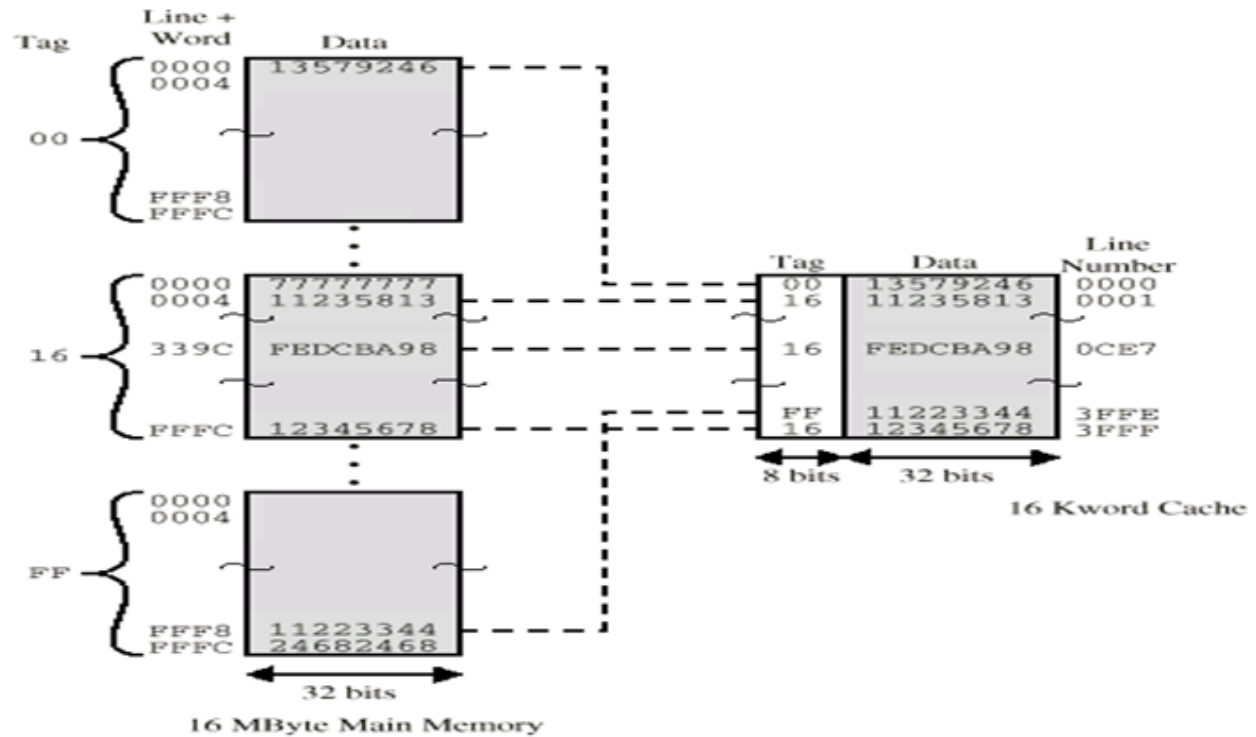 Tag
Line +
Word
Data
0000 13579246
0004
00
FFF8
FFFC
0000 77777777
0004 11235813
16
339C FEDCBA98
FFFC 12345678
0000
0004
FF
FFF8 11223344
FFFC 24682468
32 bits
16 MByte Main Memory
Tag
Data
Line
Number
00 13579246 0000
16 11235813 0001
16 FEDCBA98 0CE7
FF 11223344 3FFE
16 12345678 3FFF
8 bits
32 bits
16 Kword Cache